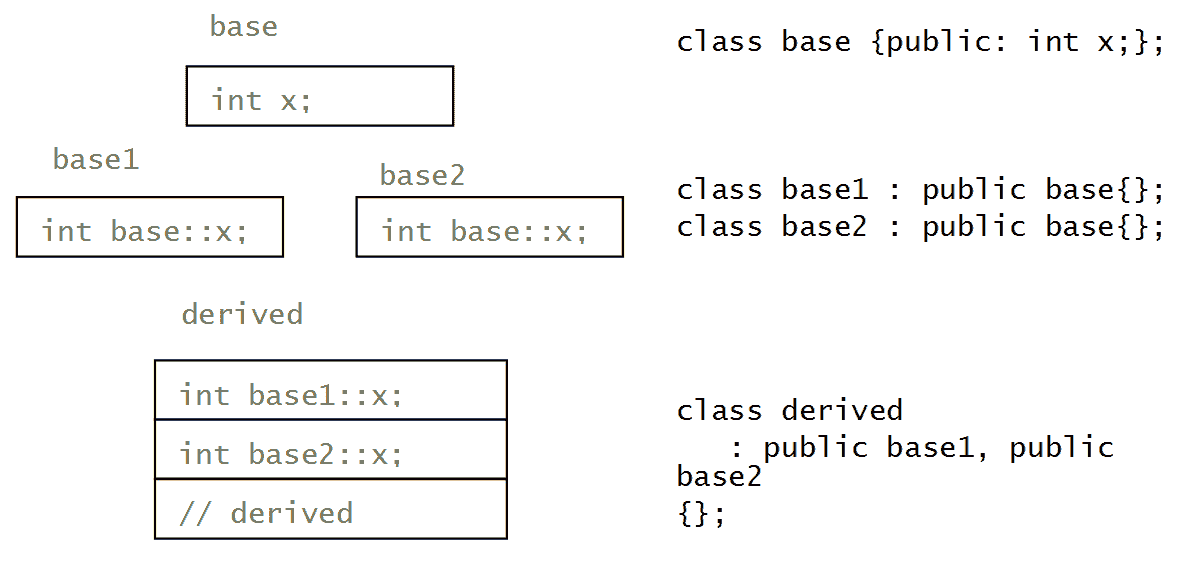 base
class base {public: int x;};
int x;
base1
base2
class base1 : public base{};
int base::x;
int base::x;
class base2 : public base{};
derived
int base1::x;
class derived
: public base1, public
int base2::x;
base2
// derived
{};